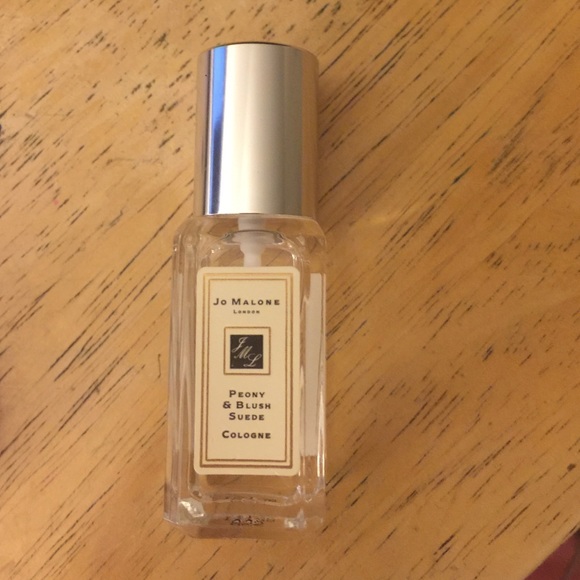 Jo Malone
London
JML
Peony
& Blush
Suede
Cologne